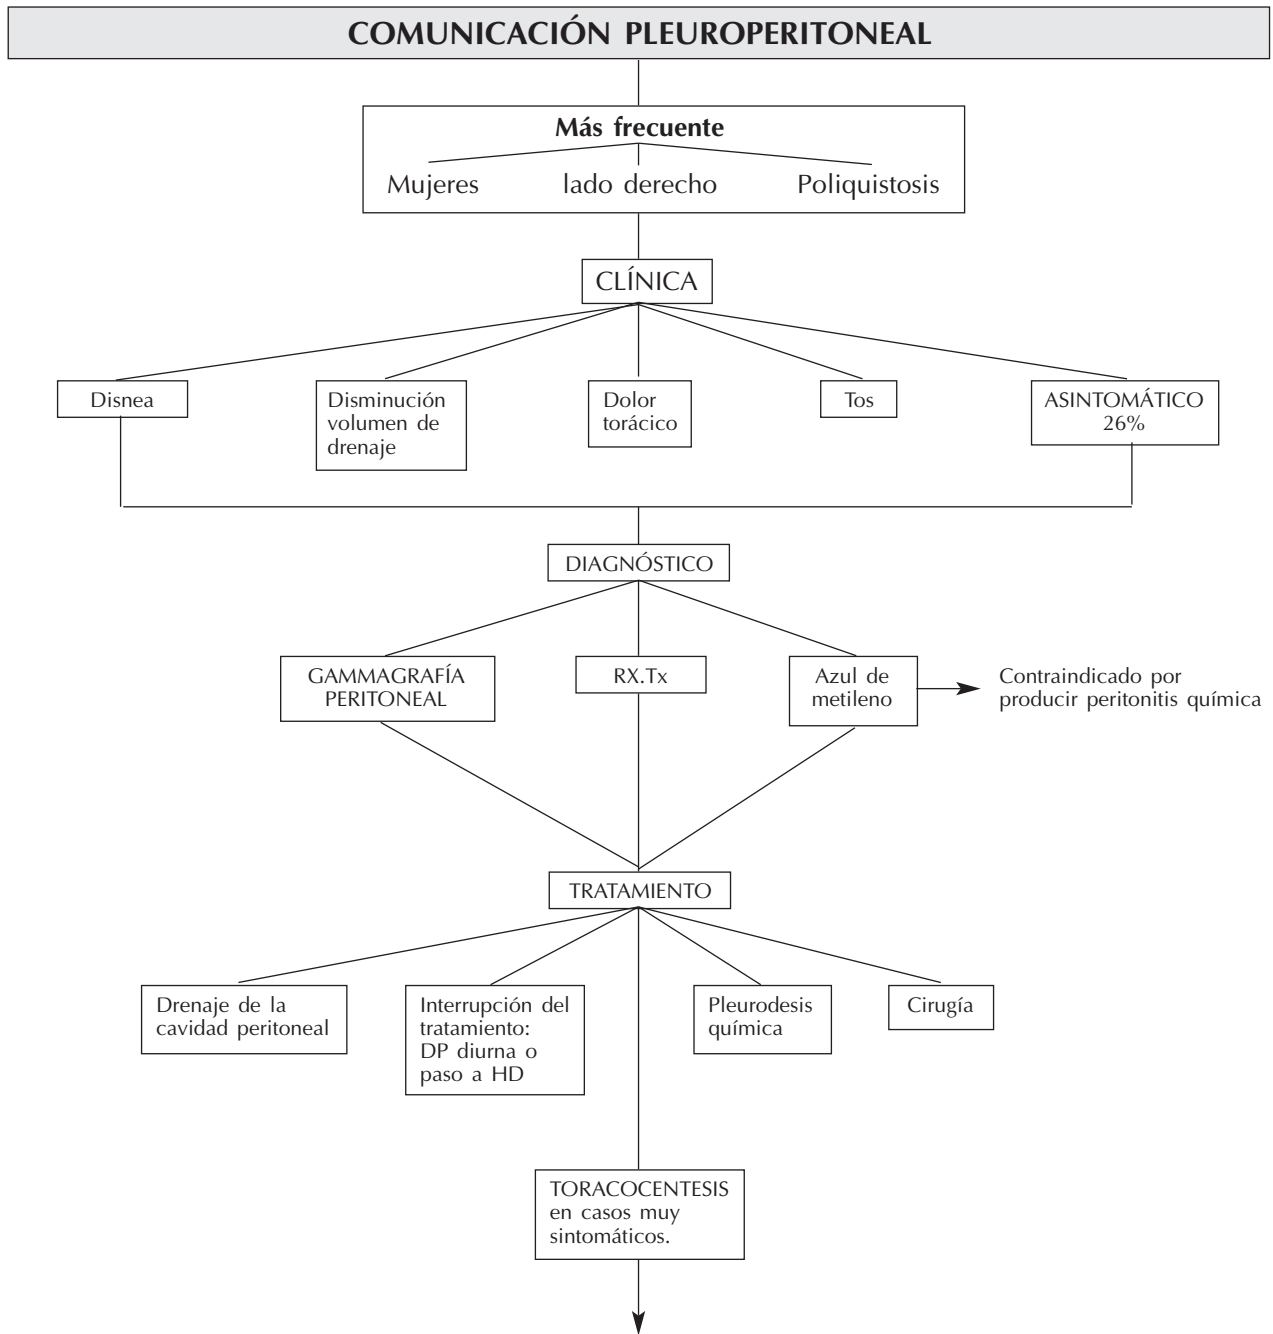 COMUNICACIÓN PLEUROPERITONEAL
Más frecuente
Mujeres
lado derecho
Poliquistosis
CLÍNICA
Disnea
Disminución
volumen de
drenaje
Dolor
torácico
Tos
ASINTOMÁTICO
26%
DIAGNÓSTICO
GAMMAGRAFÍA
PERITONEAL
RX.Tx
Azul de
metileno
Contraindicado por
producir peritonitis química
TRATAMIENTO
Drenaje de la
cavidad peritoneal
Interrupción del
tratamiento:
DP diurna o
paso a HD
Pleurodesis
química
Cirugía
TORACOCENTESIS
en casos muy
sintomáticos.